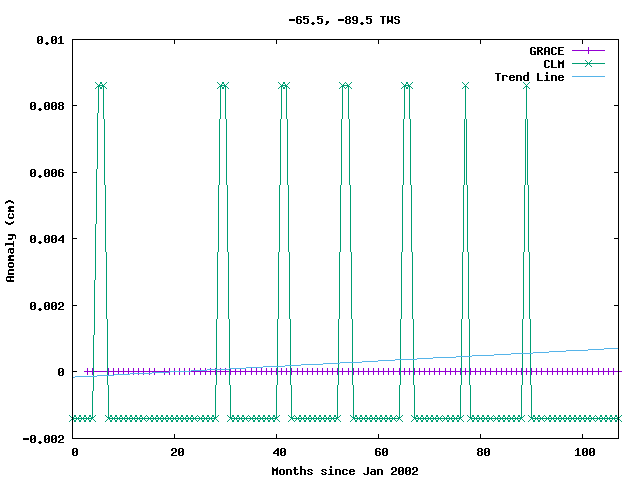 -65.5, -89.5 TWS
0.01
GRACE
CLM
Trend Line
0.008
0.006
0.004
0.002
0
-0.002
Anomaly (cm)
0 20 40 60 80 100
Months since Jan 2002